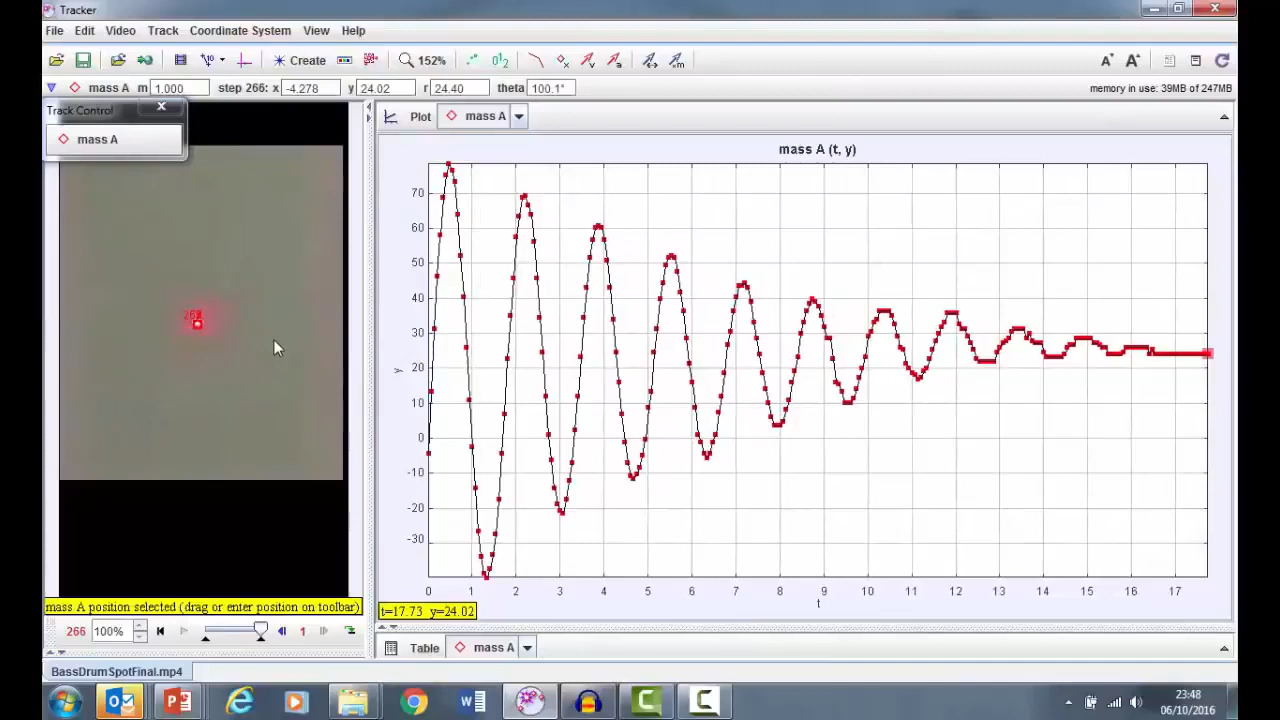 Tracker
File Edit Video Track Coordinate System View Help
Create 152%
mass A m 1.000 step 266: x -4.278 y 24.02 r 24.40 theta 100.1° memory in use: 39MB of 247MB
Track Control
mass A
Plot mass A
mass A (t, y)
70
60
50
40
30
20
10
0
-10
-20
-30
y
0 1 2 3 4 5 6 7 8 9 10 11 12 13 14 15 16 17
t
mass A position selected (drag or enter position on toolbar)
t=17.73 y=24.02
266 100% 1
Table mass A
BassDrumSpotFinal.mp4
23:48
06/10/2016